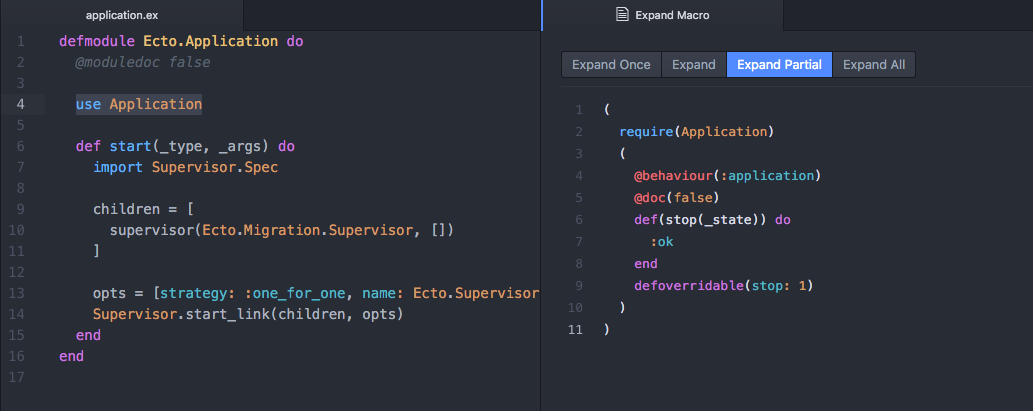 application.ex
1 defmodule Ecto.Application do
2 @moduledoc false
3
4 use Application
5
6 def start(_type, _args) do
7 import Supervisor.Spec
8
9 children = [
10 supervisor(Ecto.Migration.Supervisor, [])
11 ]
12
13 opts = [strategy: :one_for_one, name: Ecto.Supervisor
14 Supervisor.start_link(children, opts)
15 end
16 end
17
Expand Macro
Expand Once Expand Expand Partial Expand All
1 (
2 require(Application)
3 (
4 @behaviour(:application)
5 @doc(false)
6 def(stop(_state)) do
7 :ok
8 end
9 defoverridable(stop: 1)
10 )
11 )